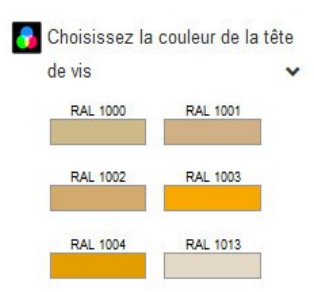 Choisissez la couleur de la tête
de vis
RAL 1000 RAL 1001
RAL 1002 RAL 1003
RAL 1004 RAL 1013